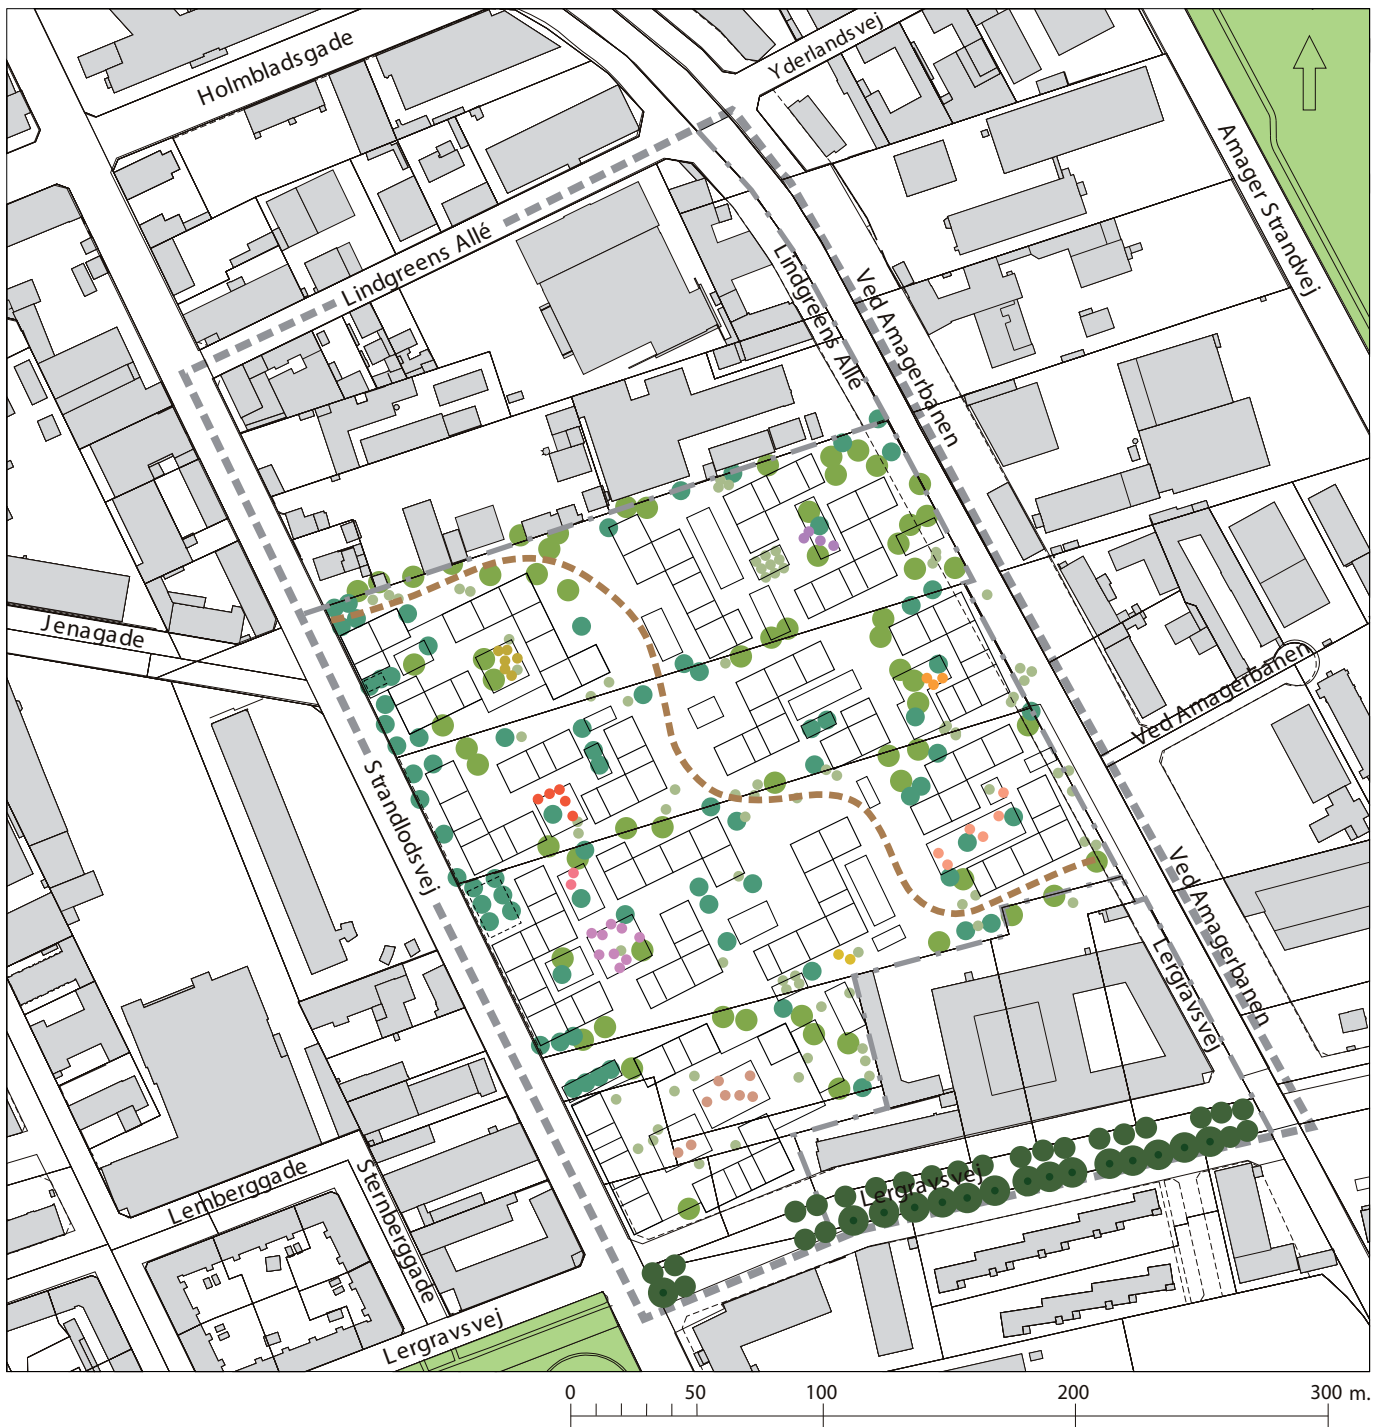 Holmbladsgade
Yderlandsvej
Amager Strandvej
Lindgreens Allé
Lindgreens Allé
Ved Amagerbanen
Jenagade
Ved Amagerbanen
Strandlodsvej
Ved Amagerbanen
Lergravsvej
Lergravsvej
Lemberggade
Sternberggade
Lergravsvej
0 50 100 200 300 m.